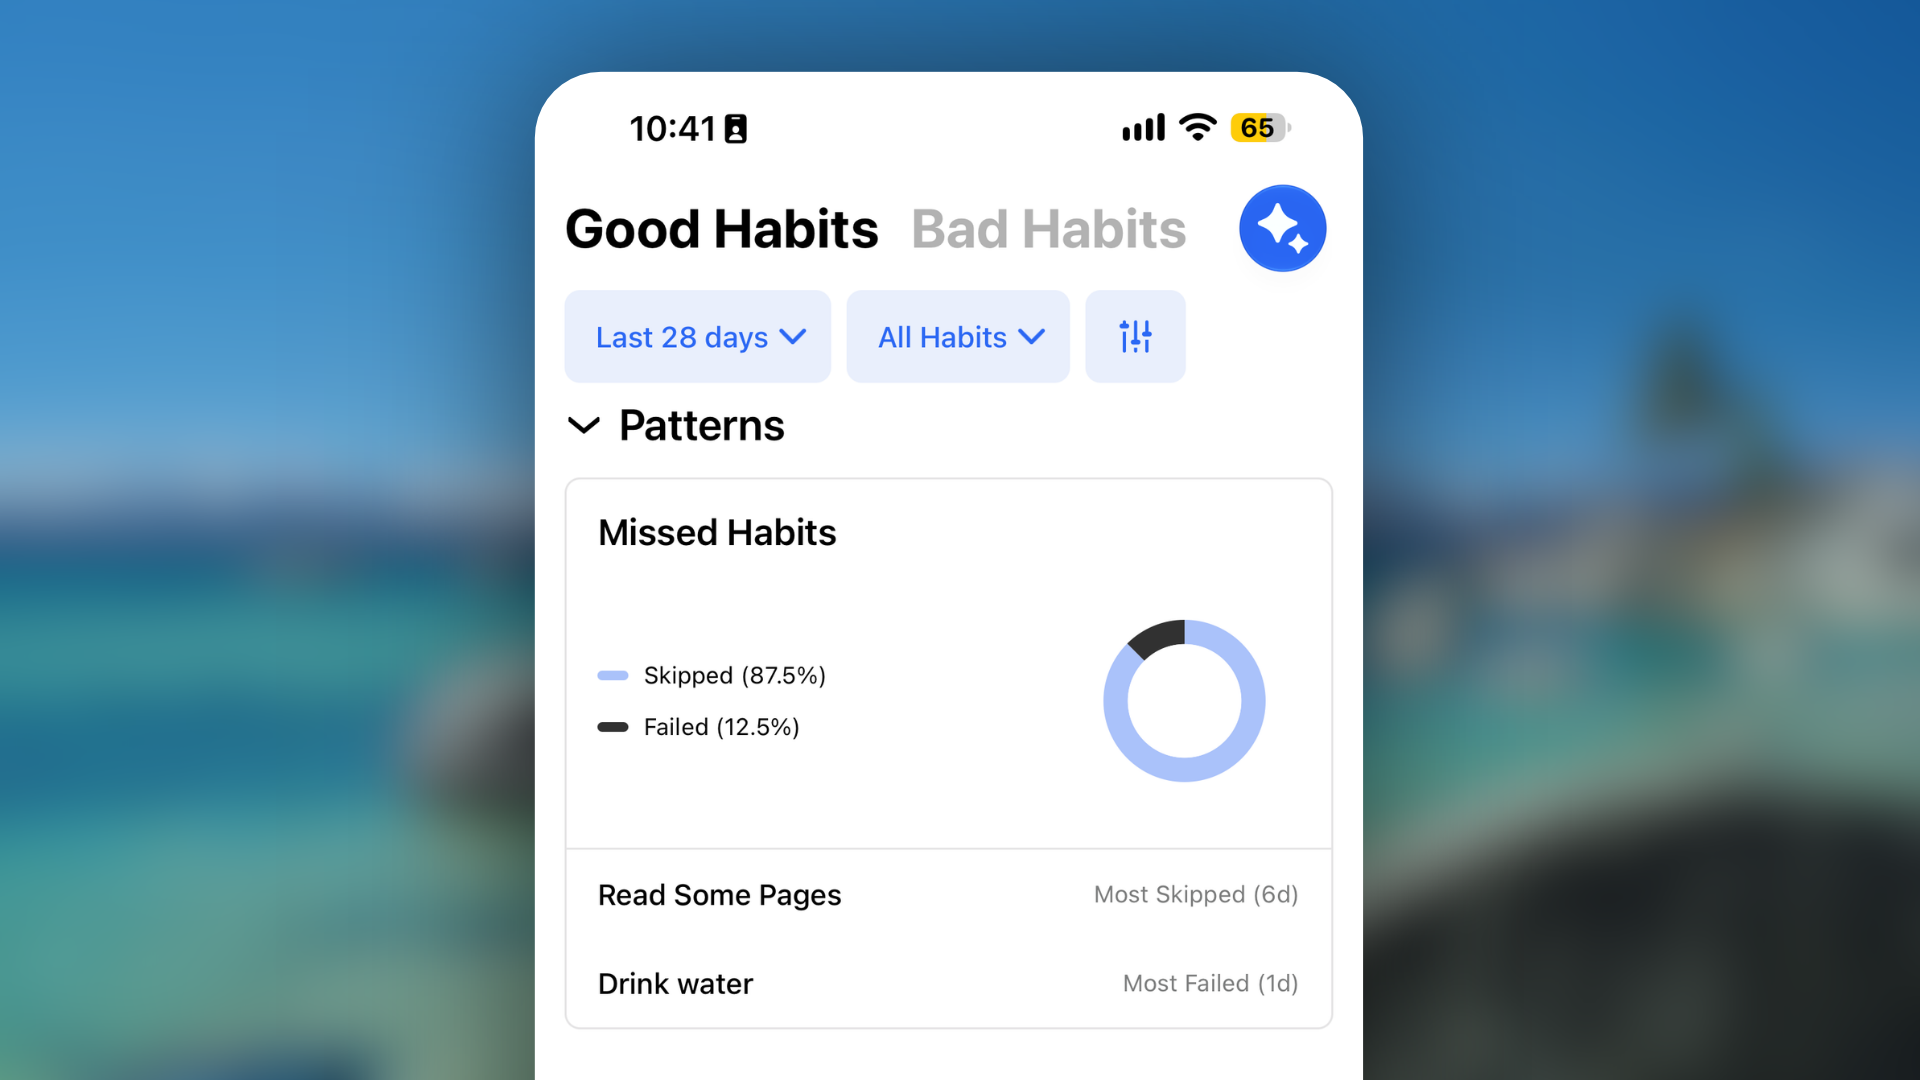 10:41
65
Good Habits Bad Habits
Last 28 days All Habits
Patterns
Missed Habits
Skipped (87.5%)
Failed (12.5%)
Read Some Pages Most Skipped (6d)
Drink water Most Failed (1d)